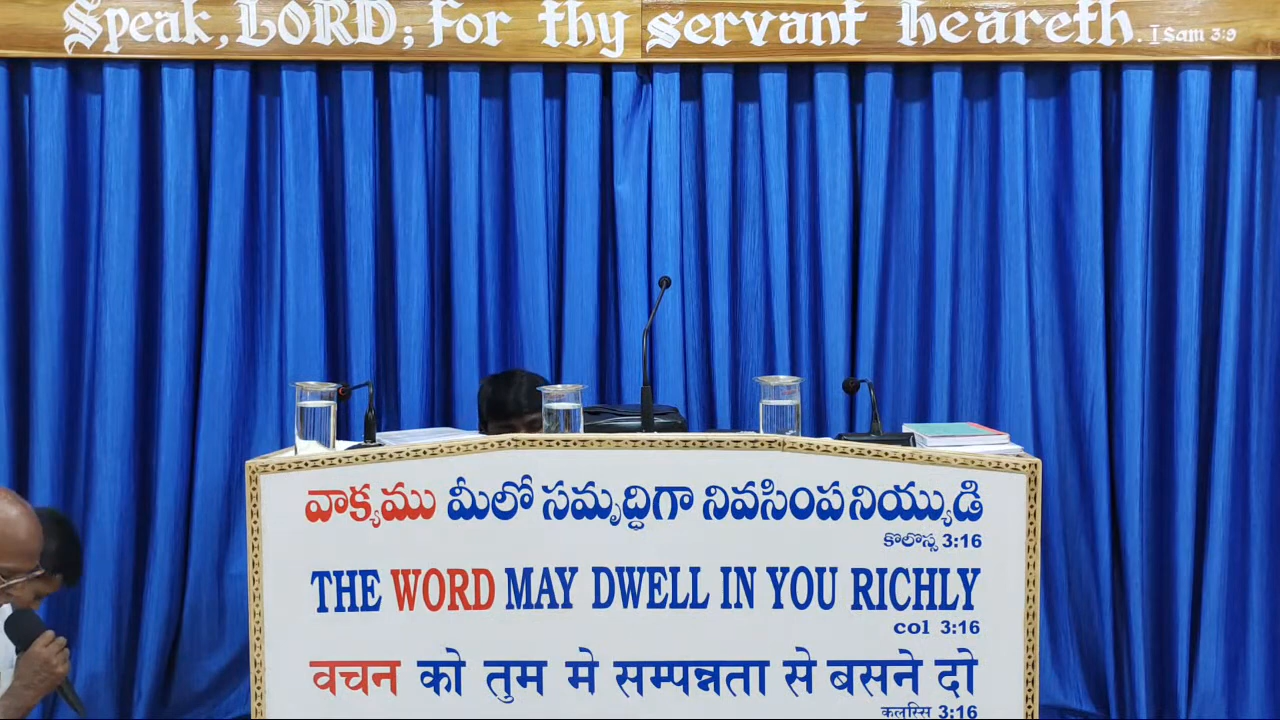 Speak, LORD; For thy servant heareth. I Sam 3:9
వాక్యము మీలో సమృద్ధిగా నివసింపనియ్యుడి
కొలొస్స 3:16
THE WORD MAY DWELL IN YOU RICHLY
col 3:16
वचन को तुम मे सम्पन्नता से बसने दो
कलुस्सि 3:16